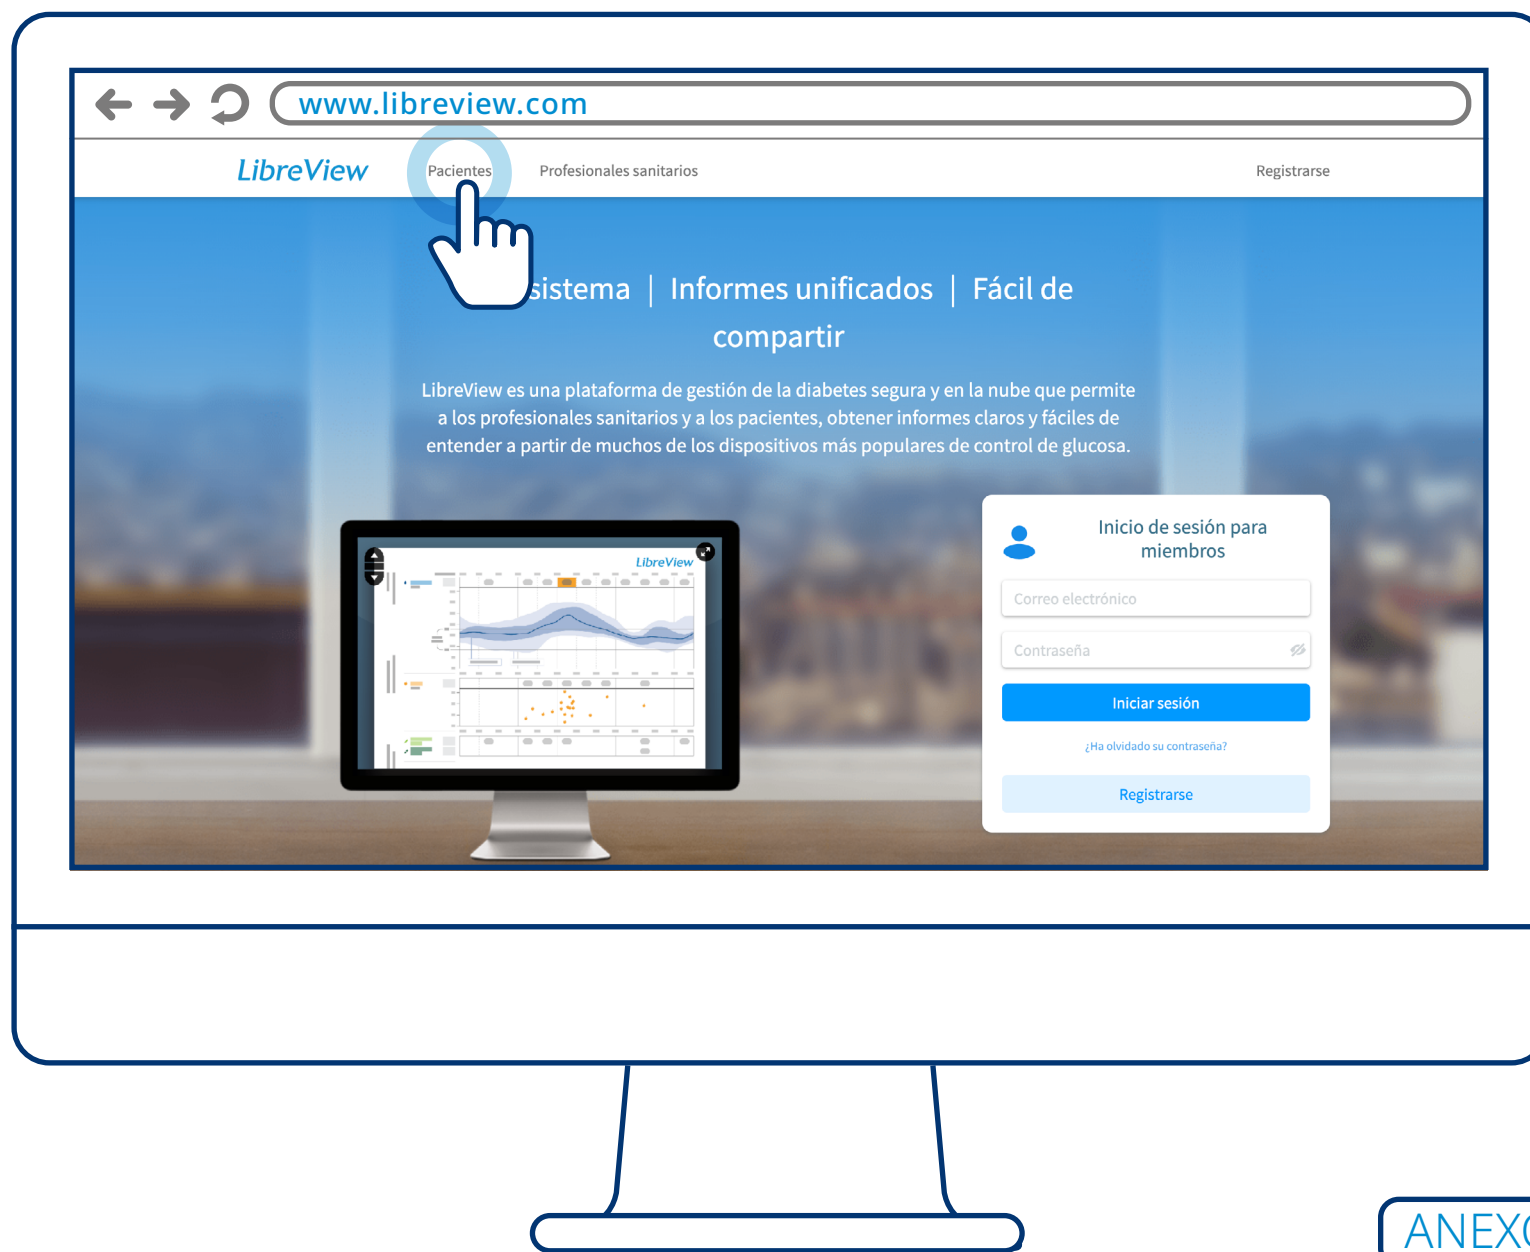 www.libreview.com
LibreView
Pacientes
Profesionales sanitarios
Registrarse
sistema | Informes unificados | Fácil de
compartir
LibreView es una plataforma de gestión de la diabetes segura y en la nube que permite
a los profesionales sanitarios y a los pacientes, obtener informes claros y fáciles de
entender a partir de muchos de los dispositivos más populares de control de glucosa.
LibreView
Inicio de sesión para
miembros
Correo electrónico
Contraseña
Iniciar sesión
¿Ha olvidado su contraseña?
Registrarse
ANEXO